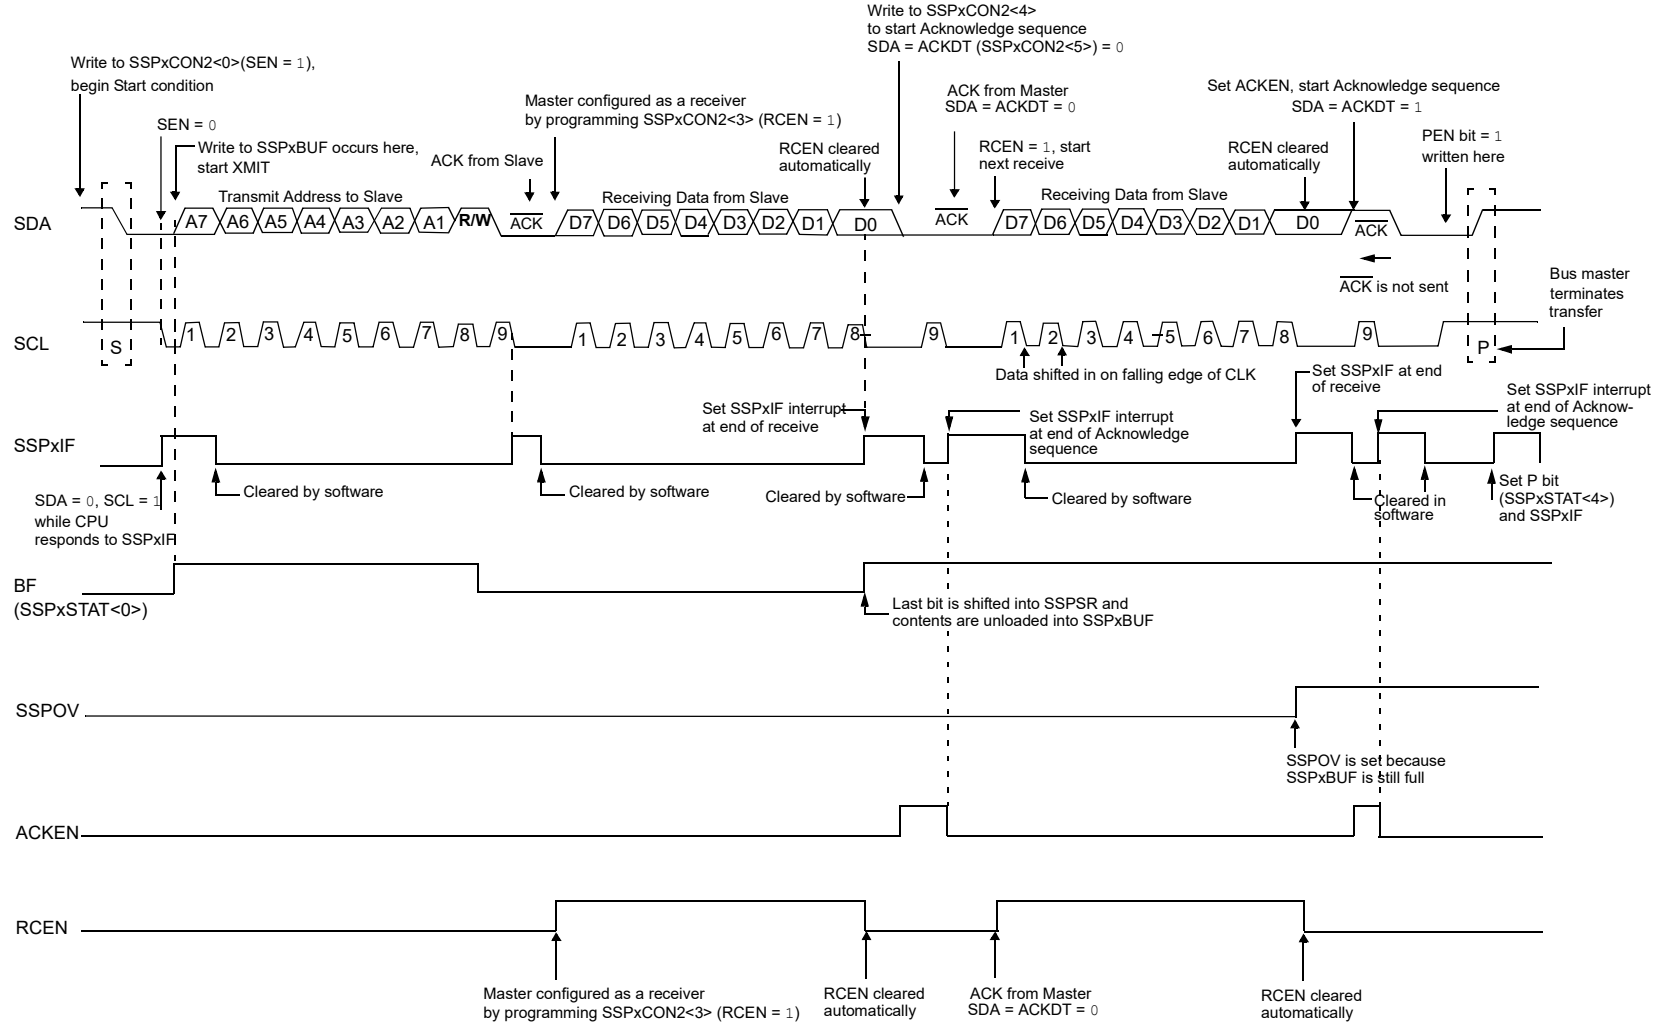 Write to SSPxCON2<4>
to start Acknowledge sequence
SDA = ACKDT (SSPxCON2<5>) = 0
Write to SSPxCON2<0>(SEN = 1),
begin Start condition
ACK from Master
SDA = ACKDT = 0
Set ACKEN, start Acknowledge sequence
SDA = ACKDT = 1
Master configured as a receiver
by programming SSPxCON2<3> (RCEN = 1)
SEN = 0
Write to SSPxBUF occurs here,
start XMIT
ACK from Slave
RCEN cleared
automatically
RCEN = 1, start
next receive
RCEN cleared
automatically
PEN bit = 1
written here
Transmit Address to Slave
Receiving Data from Slave
Receiving Data from Slave
SDA
A7 A6 A5 A4 A3 A2 A1 R/W ACK D7 D6 D5 D4 D3 D2 D1 D0 ACK D7 D6 D5 D4 D3 D2 D1 D0 ACK
ACK is not sent
Bus master
terminates
transfer
SCL
S 1 2 3 4 5 6 7 8 9 1 2 3 4 5 6 7 8 9 1 2 3 4 5 6 7 8 9 P
Data shifted in on falling edge of CLK
Set SSPxIF at end
of receive
Set SSPxIF interrupt
at end of receive
Set SSPxIF interrupt
at end of Acknowledge
sequence
Set SSPxIF interrupt
at end of Acknow-
ledge sequence
SSPxIF
SDA = 0, SCL = 1
while CPU
responds to SSPxIF
Cleared by software
Cleared by software
Cleared by software
Cleared by software
Cleared in
software
Set P bit
(SSPxSTAT<4>)
and SSPxIF
BF
(SSPxSTAT<0>)
Last bit is shifted into SSPSR and
contents are unloaded into SSPxBUF
SSPOV
SSPOV is set because
SSPxBUF is still full
ACKEN
RCEN
Master configured as a receiver
by programming SSPxCON2<3> (RCEN = 1)
RCEN cleared
automatically
ACK from Master
SDA = ACKDT = 0
RCEN cleared
automatically